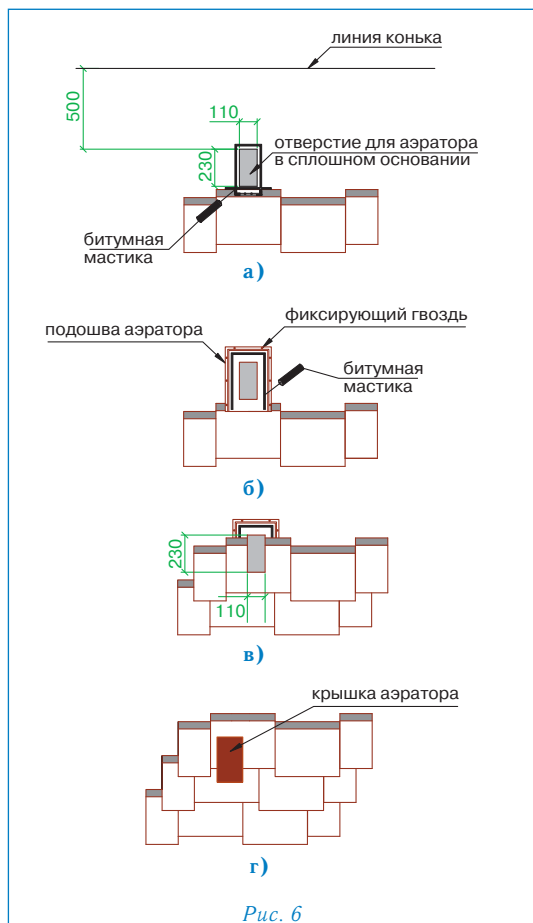 линия конька
500
110
230
отверстие для аэратора
в сплошном основании
битумная
мастика
а)
подошва аэратора
фиксирующий гвоздь
битумная
мастика
б)
230
110
в)
крышка аэратора
г)
Рис. 6